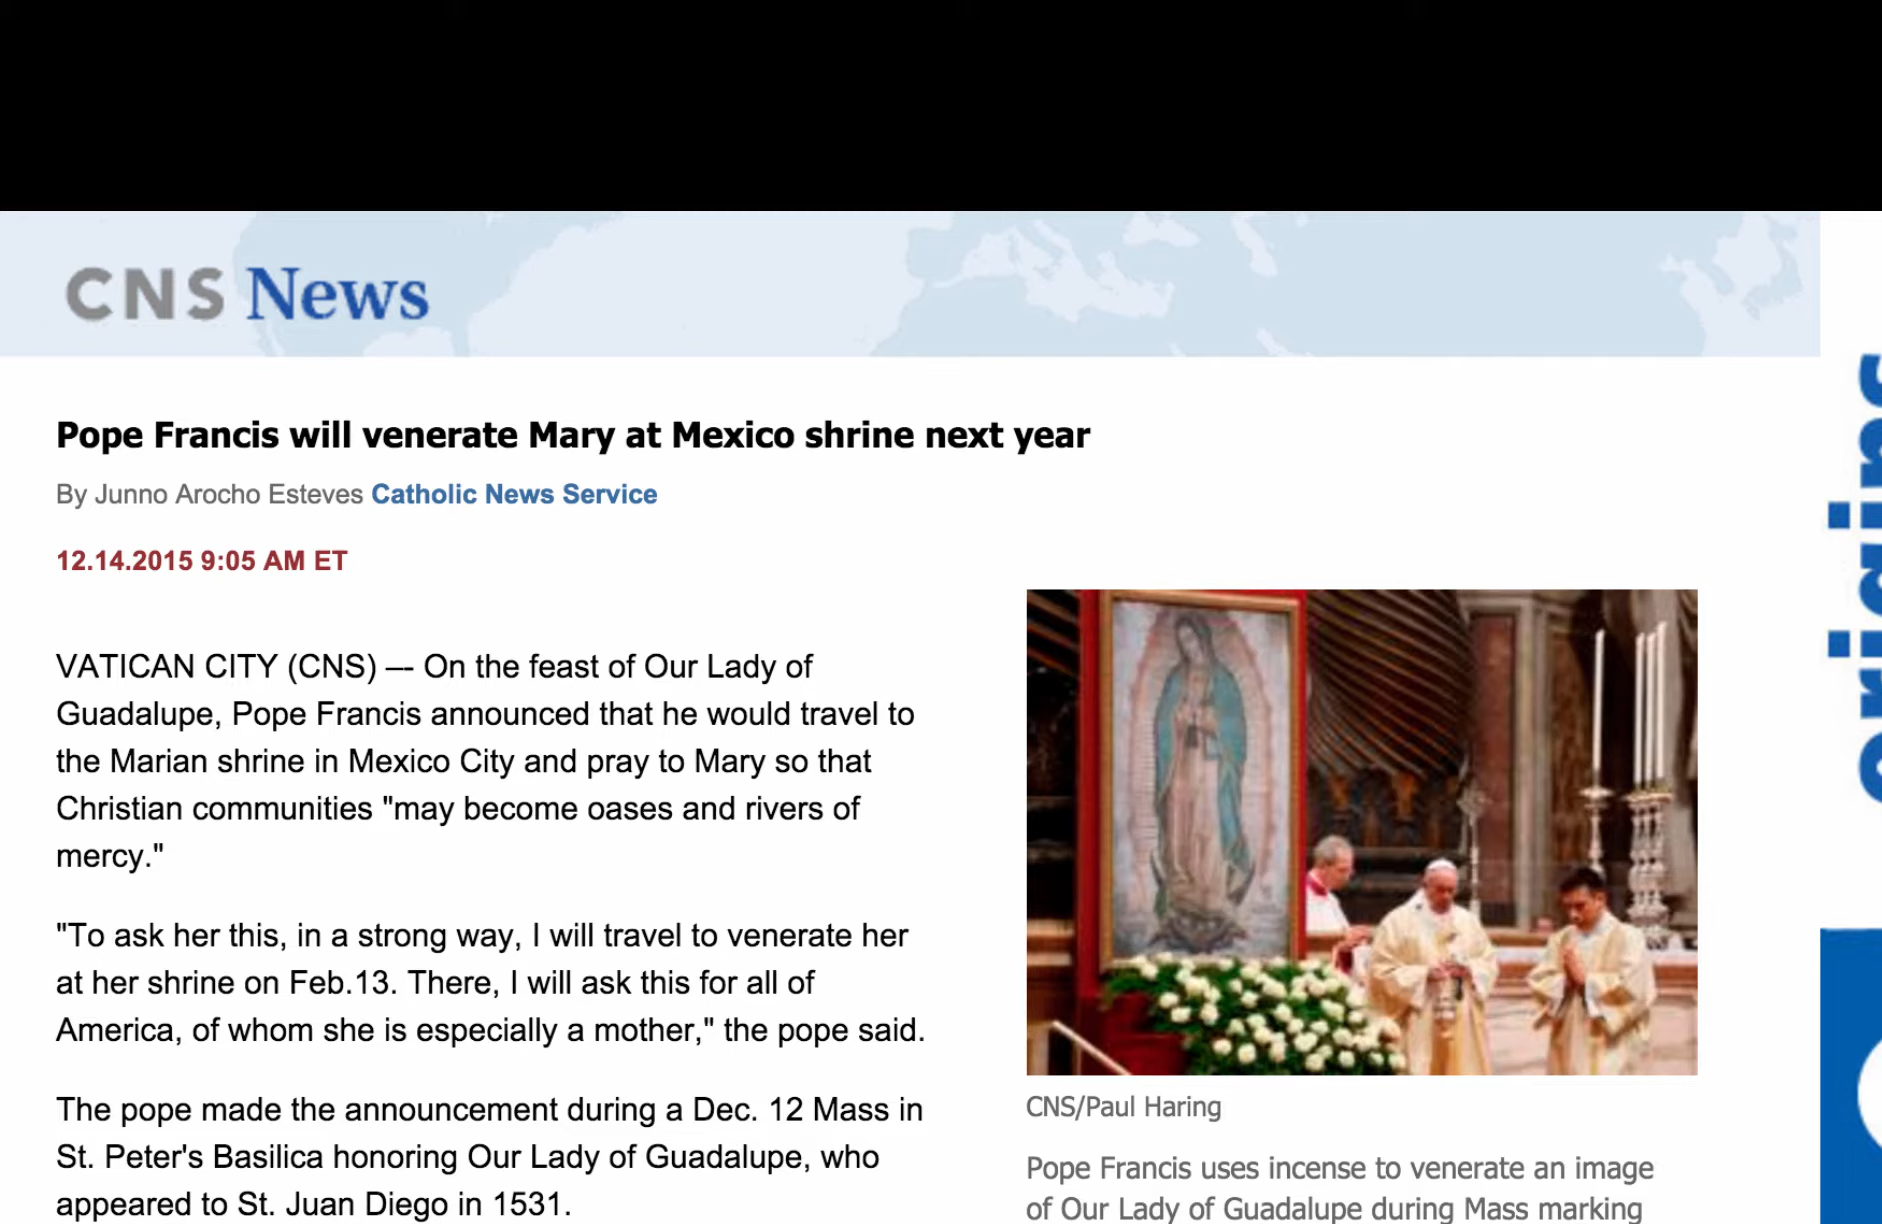 CNS News
Pope Francis will venerate Mary at Mexico shrine next year
By Junno Arocho Esteves Catholic News Service
12.14.2015 9:05 AM ET
VATICAN CITY (CNS) — On the feast of Our Lady of
Guadalupe, Pope Francis announced that he would travel to
the Marian shrine in Mexico City and pray to Mary so that
Christian communities "may become oases and rivers of
mercy."
"To ask her this, in a strong way, I will travel to venerate her
at her shrine on Feb.13. There, I will ask this for all of
America, of whom she is especially a mother," the pope said.
The pope made the announcement during a Dec. 12 Mass in
St. Peter's Basilica honoring Our Lady of Guadalupe, who
appeared to St. Juan Diego in 1531.
CNS/Paul Haring
Pope Francis uses incense to venerate an image
of Our Lady of Guadalupe during Mass marking
origins